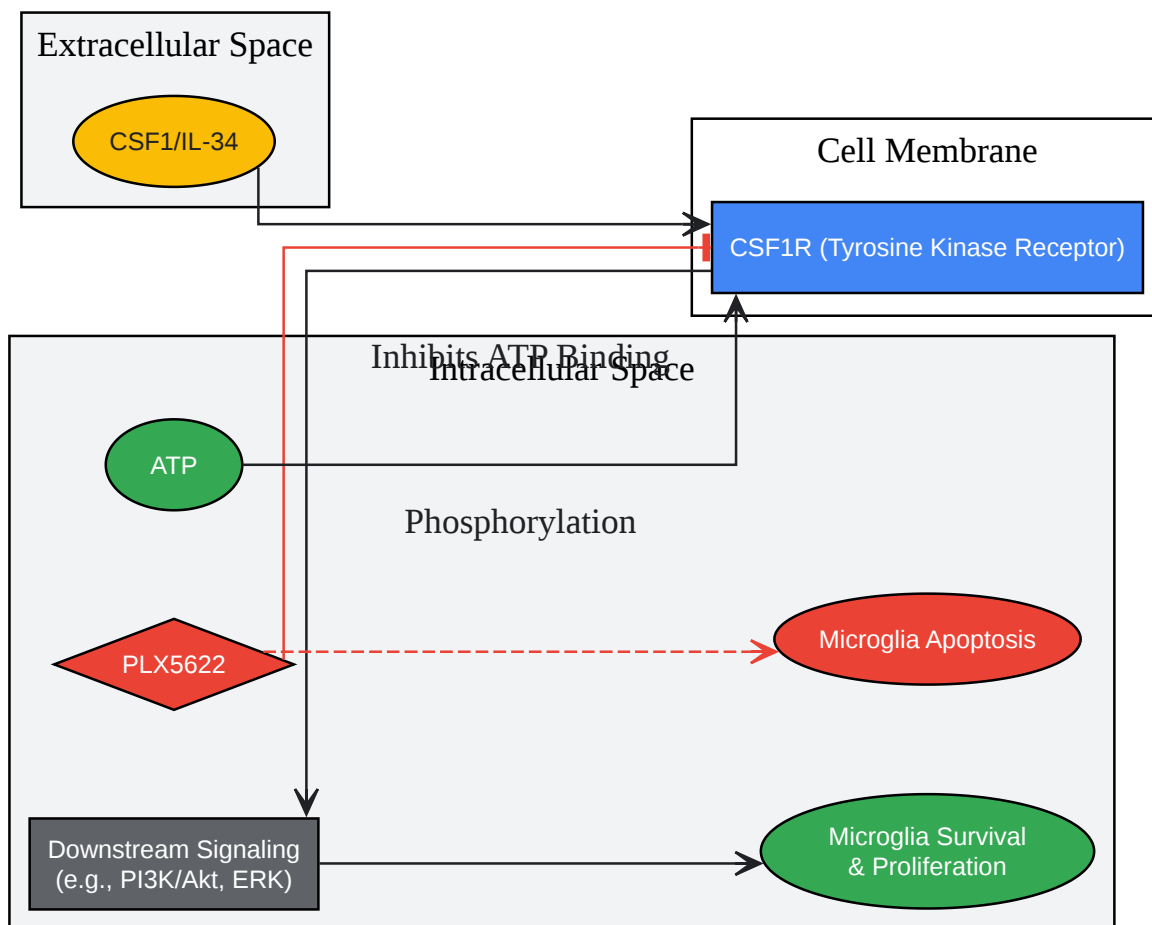 Extracellular Space
CSF1/IL-34
Cell Membrane
CSF1R (Tyrosine Kinase Receptor)
Inhibits ATP Binding
Intracellular Space
ATP
Phosphorylation
PLX5622
Microglia Apoptosis
Downstream Signaling
(e.g., PI3K/Akt, ERK)
Microglia Survival
& Proliferation